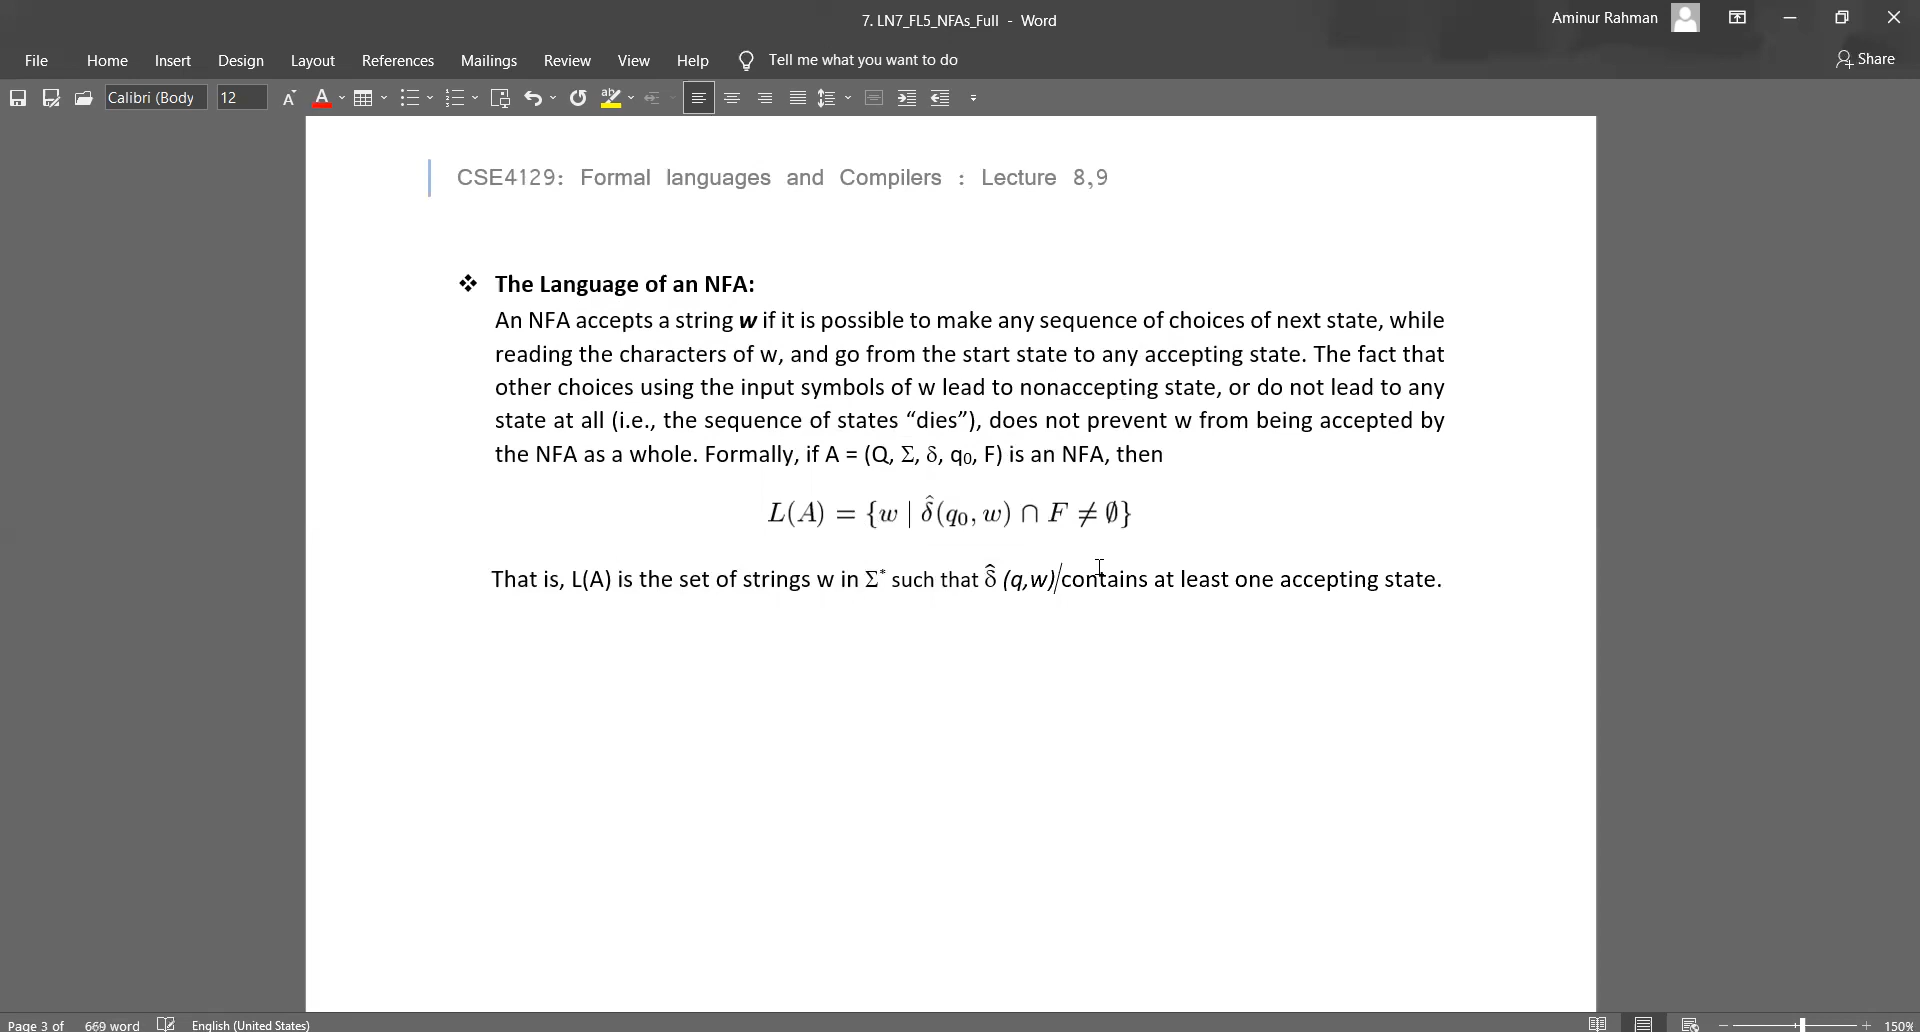 7. LN7_FL5_NFAs_Full - Word
Aminur Rahman
File Home Insert Design Layout References Mailings Review View Help Tell me what you want to do
Share
Calibri (Body 12
CSE4129: Formal languages and Compilers : Lecture 8,9
❖ The Language of an NFA:
An NFA accepts a string w if it is possible to make any sequence of choices of next state, while
reading the characters of w, and go from the start state to any accepting state. The fact that
other choices using the input symbols of w lead to nonaccepting state, or do not lead to any
state at all (i.e., the sequence of states “dies”), does not prevent w from being accepted by
the NFA as a whole. Formally, if A = (Q, Σ, δ, q₀, F) is an NFA, then
L(A) = {w | δ̂(q₀, w) ∩ F ≠ ∅}
That is, L(A) is the set of strings w in Σ* such that δ̂ (q,w) contains at least one accepting state.
Page 3 of 669 word English (United States) 150%